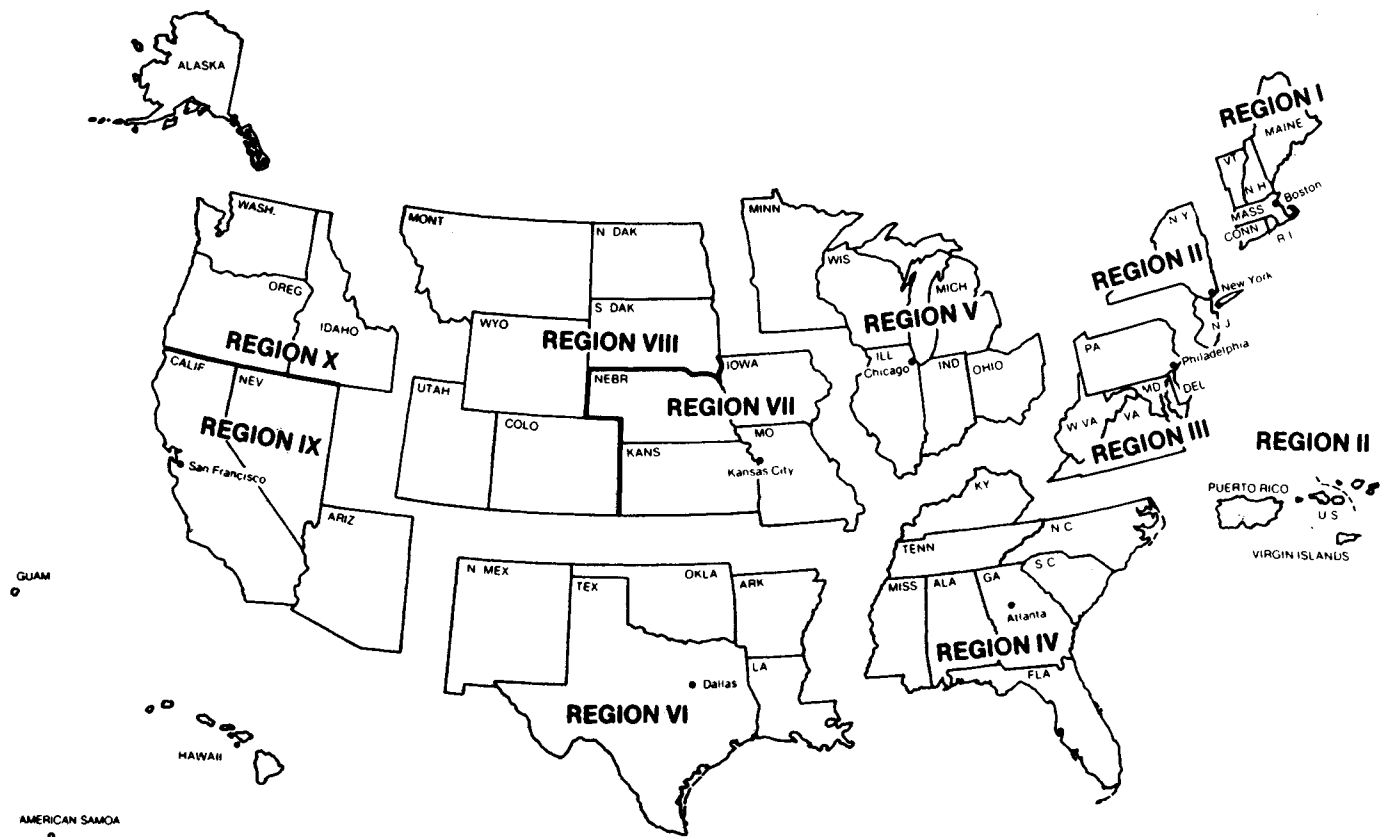 ALASKA
REGION I
MAINE
VT
N H
Boston
MASS
CONN
R I
WASH.
MONT
N DAK
MINN
N Y
WIS
MICH
REGION II
New York
OREG
IDAHO
S DAK
WYO
REGION X
REGION VIII
REGION V
N J
PA
Philadelphia
CALIF
NEV
UTAH
NEBR
IOWA
ILL
Chicago
IND
OHIO
MD
DEL
REGION IX
REGION VII
COLO
MO
W VA
VA
REGION III
REGION II
San Francisco
KANS
Kansas City
KY
PUERTO RICO
U S
VIRGIN ISLANDS
ARIZ
TENN
N C
S C
GUAM
N MEX
TEX
OKLA
ARK
MISS
ALA
GA
Atlanta
REGION IV
FLA
LA
Dallas
REGION VI
HAWAII
AMERICAN SAMOA